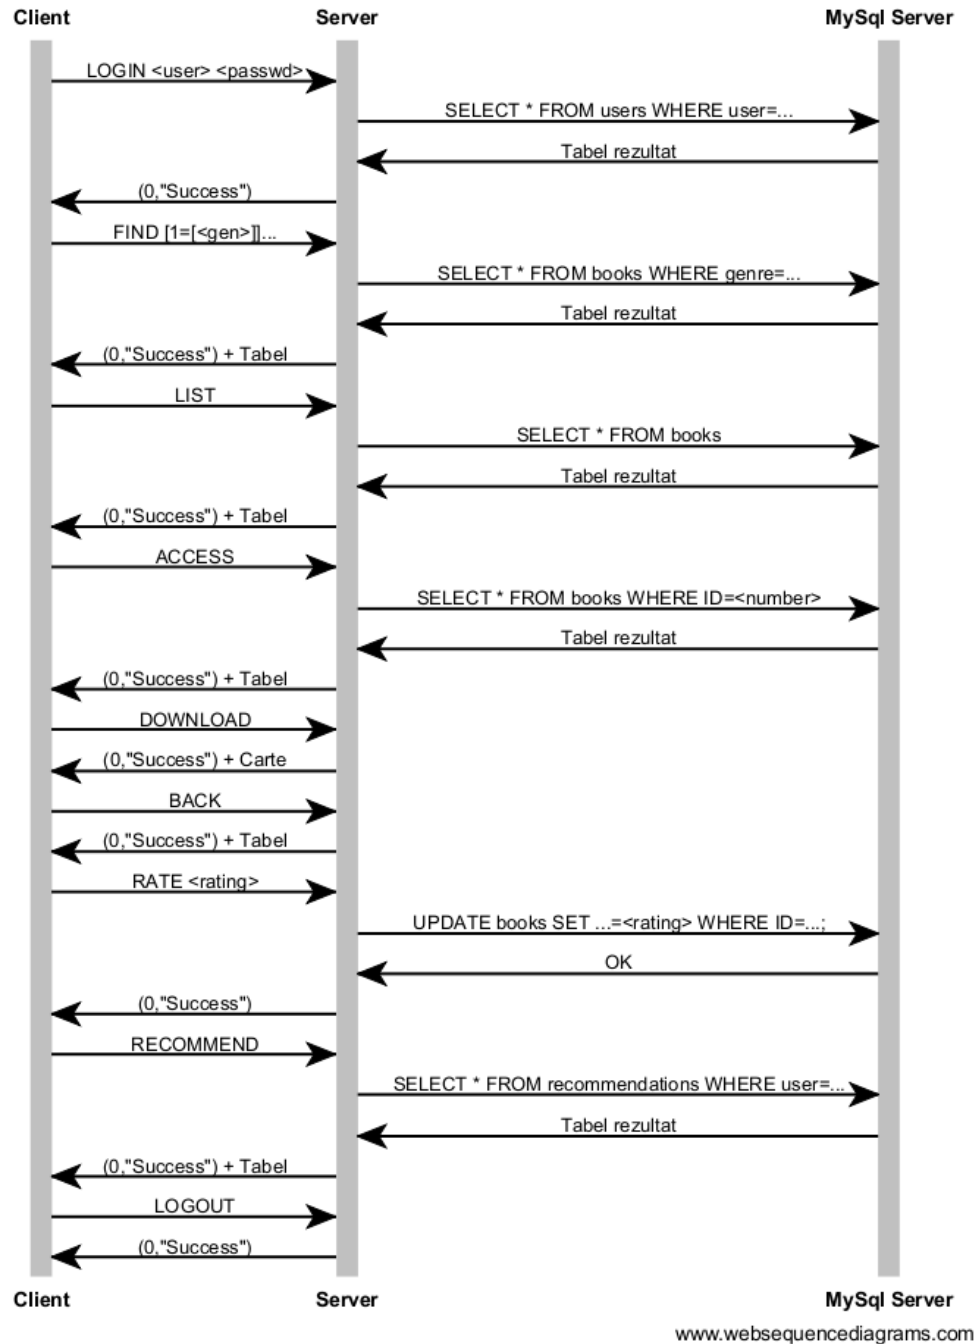 Client Server MySql Server
LOGIN <user> <passwd>
SELECT * FROM users WHERE user=...
Tabel rezultat
(0,"Success")
FIND [1=[<gen>]]...
SELECT * FROM books WHERE genre=...
Tabel rezultat
(0,"Success") + Tabel
LIST
SELECT * FROM books
Tabel rezultat
(0,"Success") + Tabel
ACCESS
SELECT * FROM books WHERE ID=<number>
Tabel rezultat
(0,"Success") + Tabel
DOWNLOAD
(0,"Success") + Carte
BACK
(0,"Success") + Tabel
RATE <rating>
UPDATE books SET ...=<rating> WHERE ID=...;
OK
(0,"Success")
RECOMMEND
SELECT * FROM recommendations WHERE user=...
Tabel rezultat
(0,"Success") + Tabel
LOGOUT
(0,"Success")
Client Server MySql Server
www.websequencediagrams.com